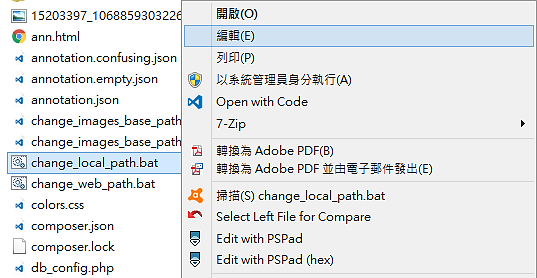 15203397_1068859303226
ann.html
annotation.confusing.json
annotation.empty.json
annotation.json
change_images_base_path
change_images_base_path
change_local_path.bat
change_web_path.bat
colors.css
composer.json
composer.lock
db_config.php
開啟(O)
編輯(E)
列印(P)
以系統管理員身分執行(A)
Open with Code
7-Zip
轉換為 Adobe PDF(B)
轉換為 Adobe PDF 並由電子郵件發出(E)
掃描(S) change_local_path.bat
Select Left File for Compare
Edit with PSPad
Edit with PSPad (hex)